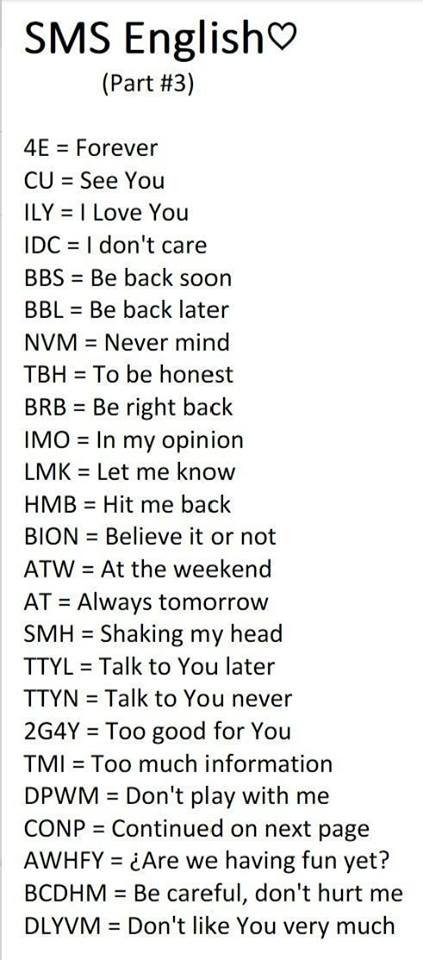 SMS English♡
(Part #3)
4E = Forever
CU = See You
ILY = I Love You
IDC = I don't care
BBS = Be back soon
BBL = Be back later
NVM = Never mind
TBH = To be honest
BRB = Be right back
IMO = In my opinion
LMK = Let me know
HMB = Hit me back
BION = Believe it or not
ATW = At the weekend
AT = Always tomorrow
SMH = Shaking my head
TTYL = Talk to You later
TTYN = Talk to You never
2G4Y = Too good for You
TMI = Too much information
DPWM = Don't play with me
CONP = Continued on next page
AWHFY = ¿Are we having fun yet?
BCDHM = Be careful, don't hurt me
DLYVM = Don't like You very much